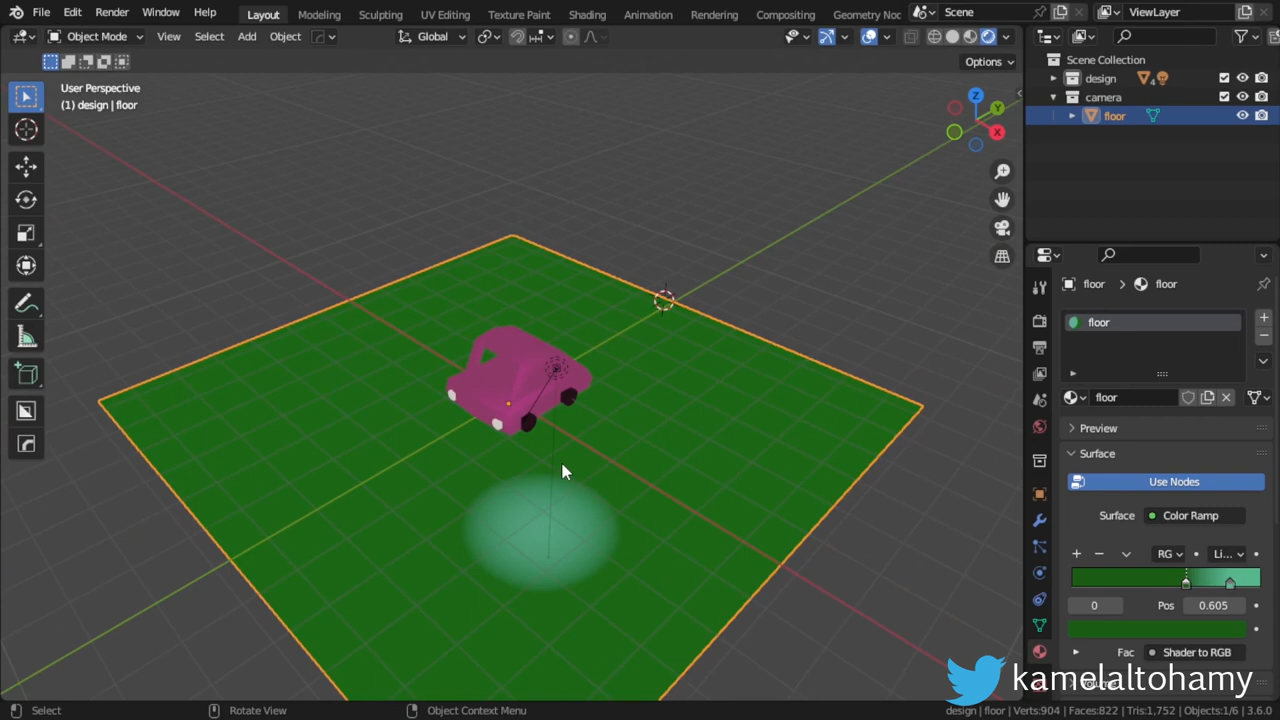 File Edit Render Window Help Layout Modeling Sculpting UV Editing Texture Paint Shading Animation Rendering Compositing Geometry Noc Scene ViewLayer
Object Mode View Select Add Object Global
Options
User Perspective
(1) design | floor
Z
Y
X
Scene Collection
design 4
camera
floor
floor floor
floor
floor
Preview
Surface
Use Nodes
Surface Color Ramp
RG Li...
0 Pos 0.605
Fac Shader to RGB
kamelaltohamy
Select Rotate View Object Context Menu design | floor Verts:904 | Faces:822 | Tris:1,752 | Objects:1/6 | 3.6.0